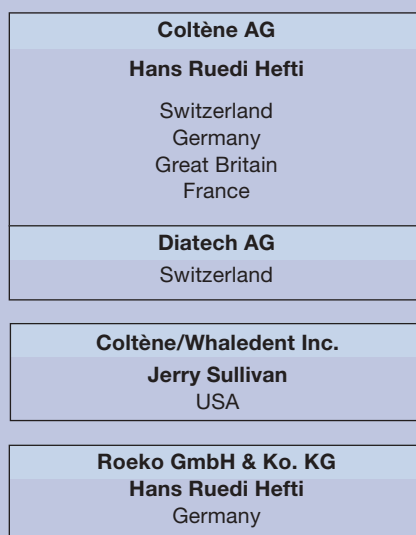 Coltène AG
Hans Ruedi Hefti
Switzerland
Germany
Great Britain
France
Diatech AG
Switzerland
Coltène/Whaledent Inc.
Jerry Sullivan
USA
Roeko GmbH & Ko. KG
Hans Ruedi Hefti
Germany